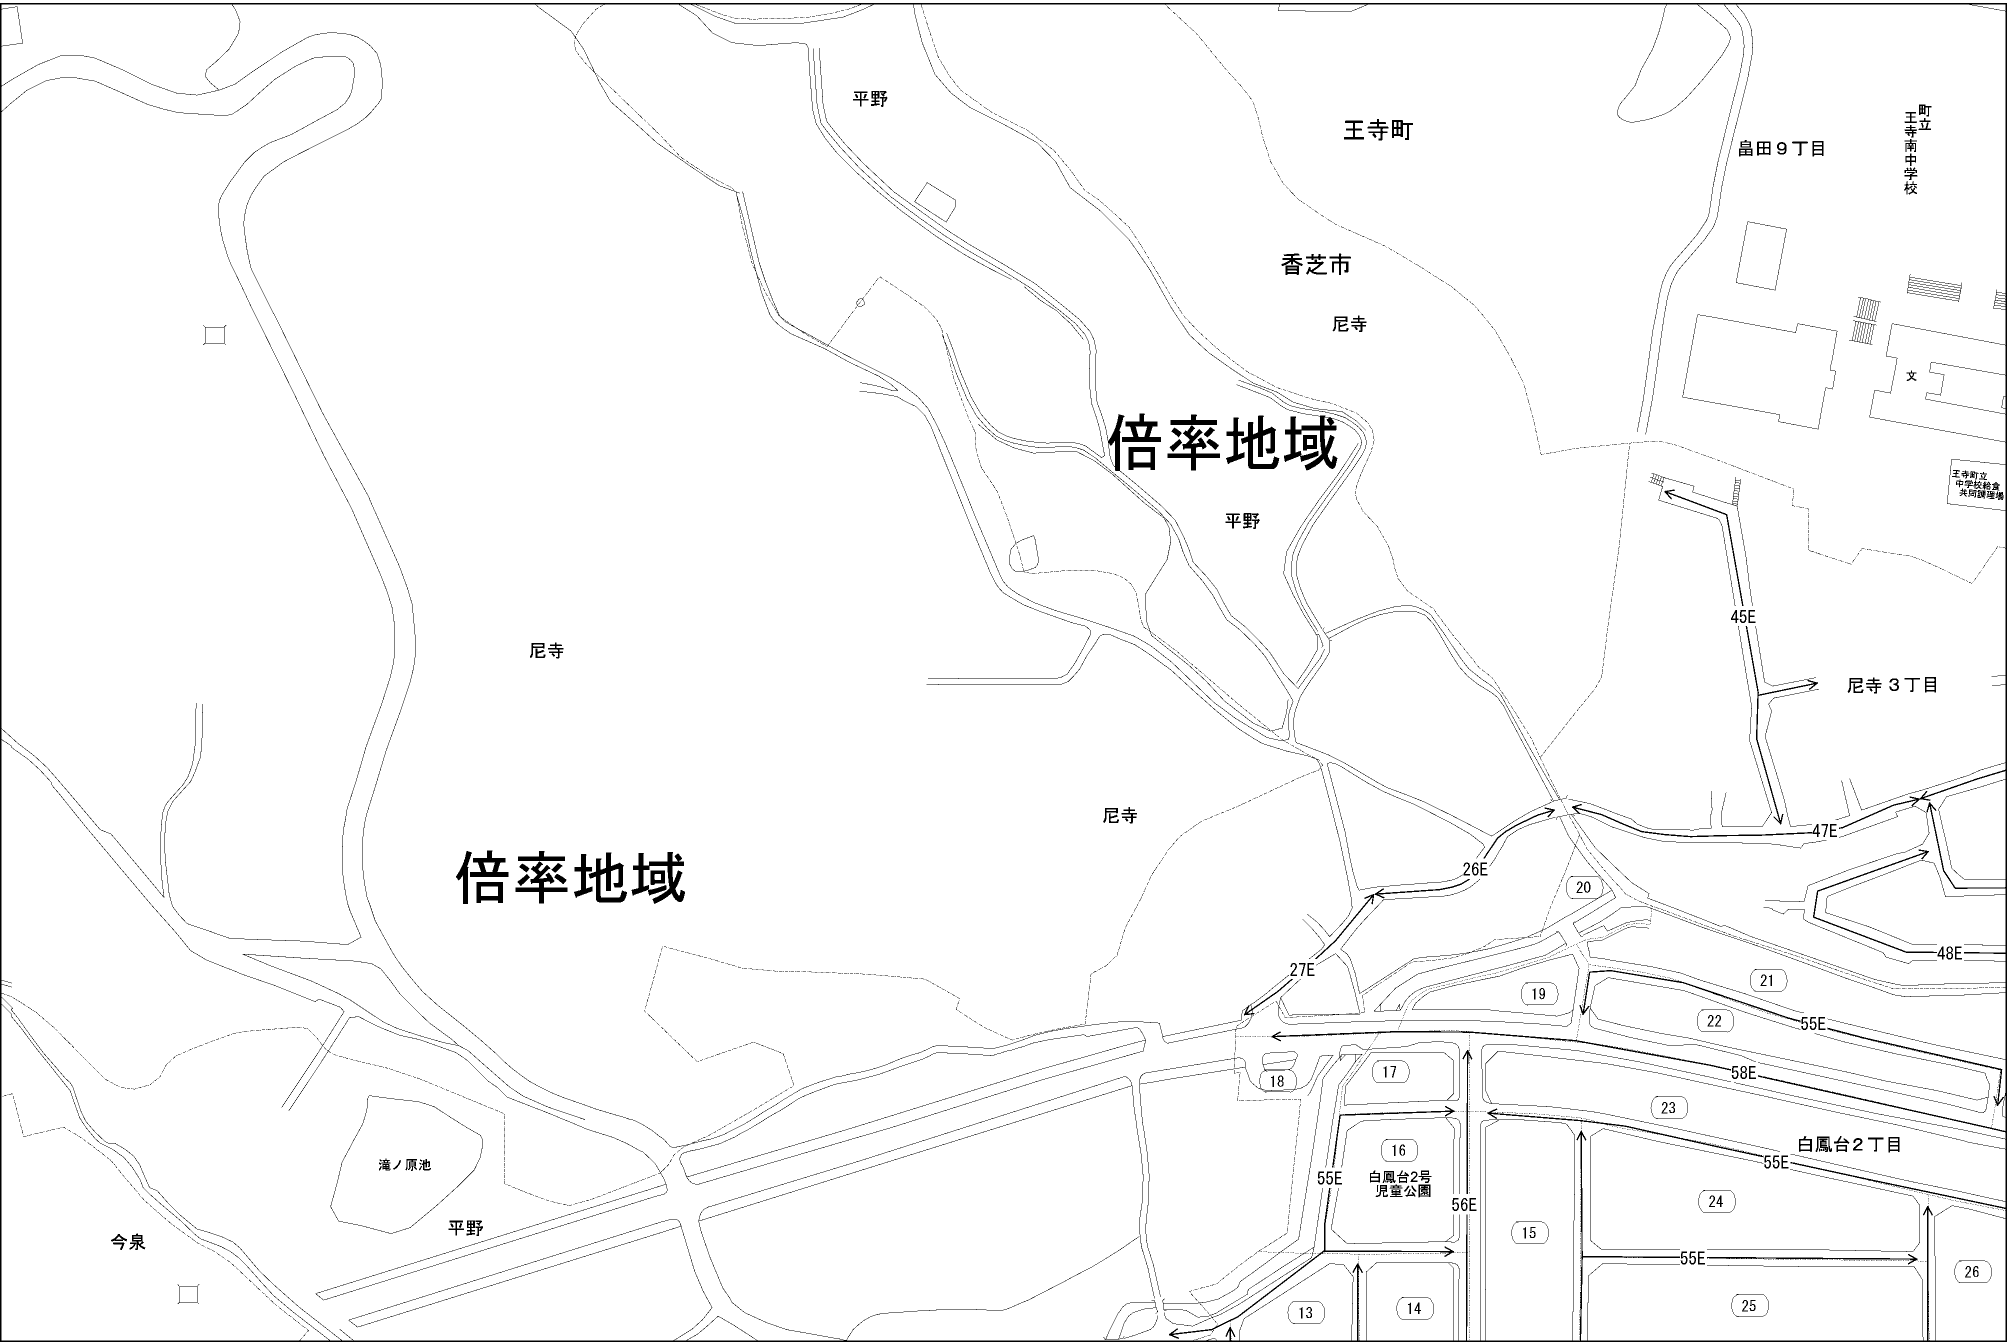 平野
王寺町
畠田９丁目
町立
王寺南中学校
香芝市
尼寺
文
倍率地域
王寺町立
中学校給食
共同調理場
平野
45E
尼寺
尼寺３丁目
尼寺
47E
26E
倍率地域
20
48E
27E
21
19
22
55E
17
18
58E
23
白鳳台２丁目
16
滝ノ原池
55E
白鳳台2号
児童公園
55E
56E
24
平野
15
今泉
55E
26
13
14
25